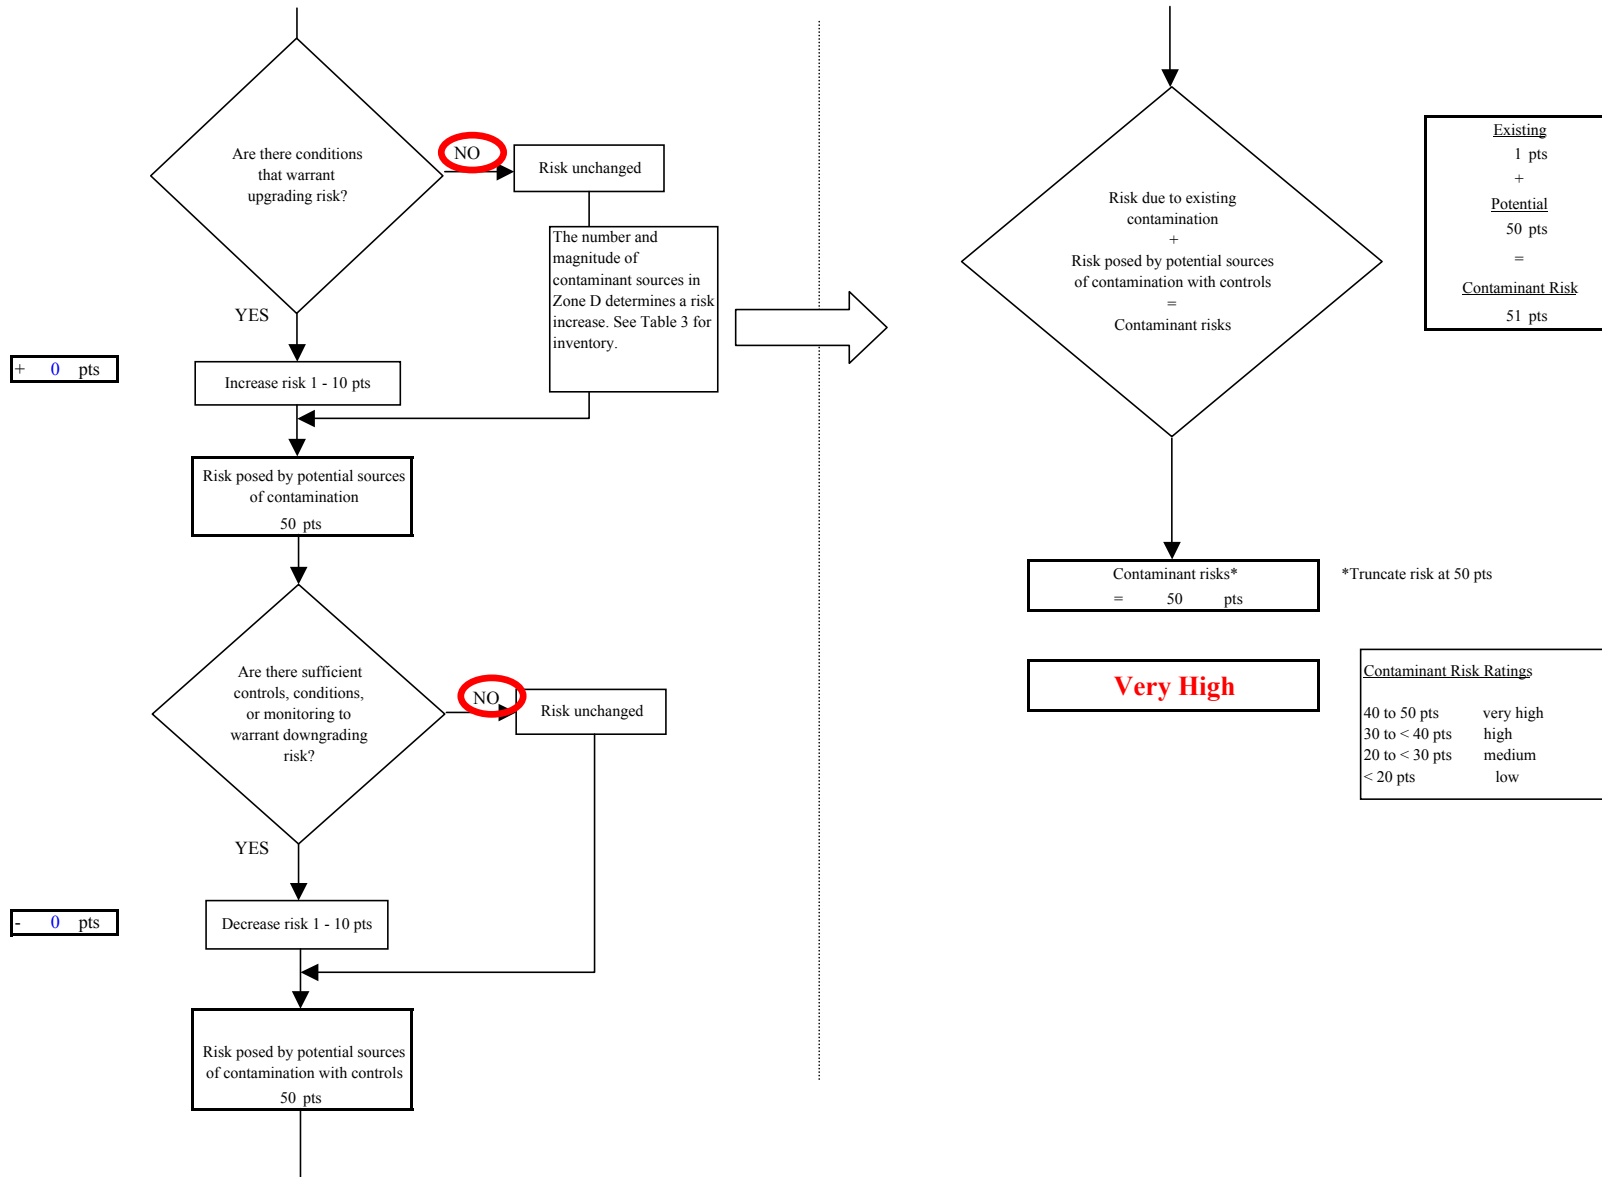 Are there conditions
that warrant
upgrading risk?
NO
Risk unchanged
The number and
magnitude of
contaminant sources in
Zone D determines a risk
increase. See Table 3 for
inventory.
YES
+ 0 pts
Increase risk 1 - 10 pts
Risk posed by potential sources
of contamination
50 pts
Are there sufficient
controls, conditions,
or monitoring to
warrant downgrading
risk?
NO
Risk unchanged
YES
- 0 pts
Decrease risk 1 - 10 pts
Risk posed by potential sources
of contamination with controls
50 pts
Risk due to existing
contamination
+
Risk posed by potential sources
of contamination with controls
=
Contaminant risks
Existing
1 pts
+
Potential
50 pts
=
Contaminant Risk
51 pts
Contaminant risks*
= 50 pts
*Truncate risk at 50 pts
Very High
Contaminant Risk Ratings
40 to 50 pts very high
30 to < 40 pts high
20 to < 30 pts medium
< 20 pts low